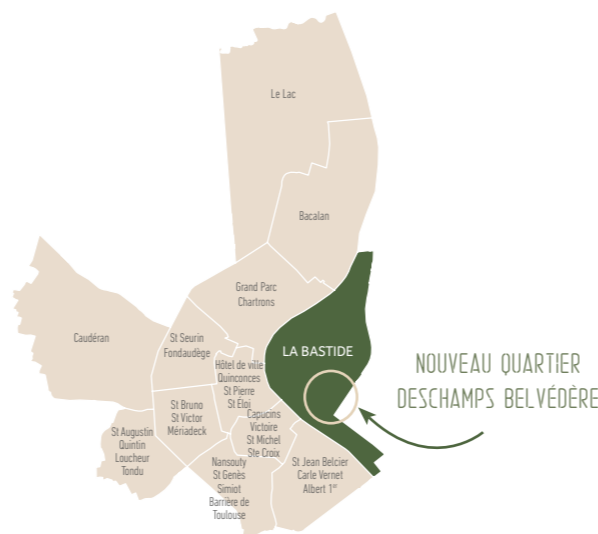 Le Lac
Bacalan
Grand Parc
Chartrons
Caudéran
St Seurin
Fondaudège
LA BASTIDE
Hôtel de ville
Quinconces
St Pierre
St Éloi
NOUVEAU QUARTIER
DESCHAMPS BELVÉDÈRE
St Bruno
St Victor
Mériadeck
Capucins
Victoire
St Michel
Ste Croix
St Augustin
Quintin
Loucheur
Tondu
Nansouty
St Genès
Simiot
Barrière de
Toulouse
St Jean Belcier
Carle Vernet
Albert 1er